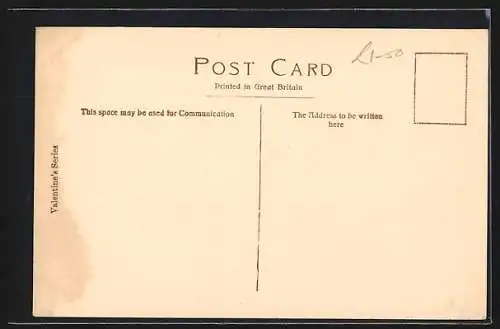 £1-50
POST CARD
Printed in Great Britain
This space may be used for Communication
The Address to be written
here
Valentine's Series